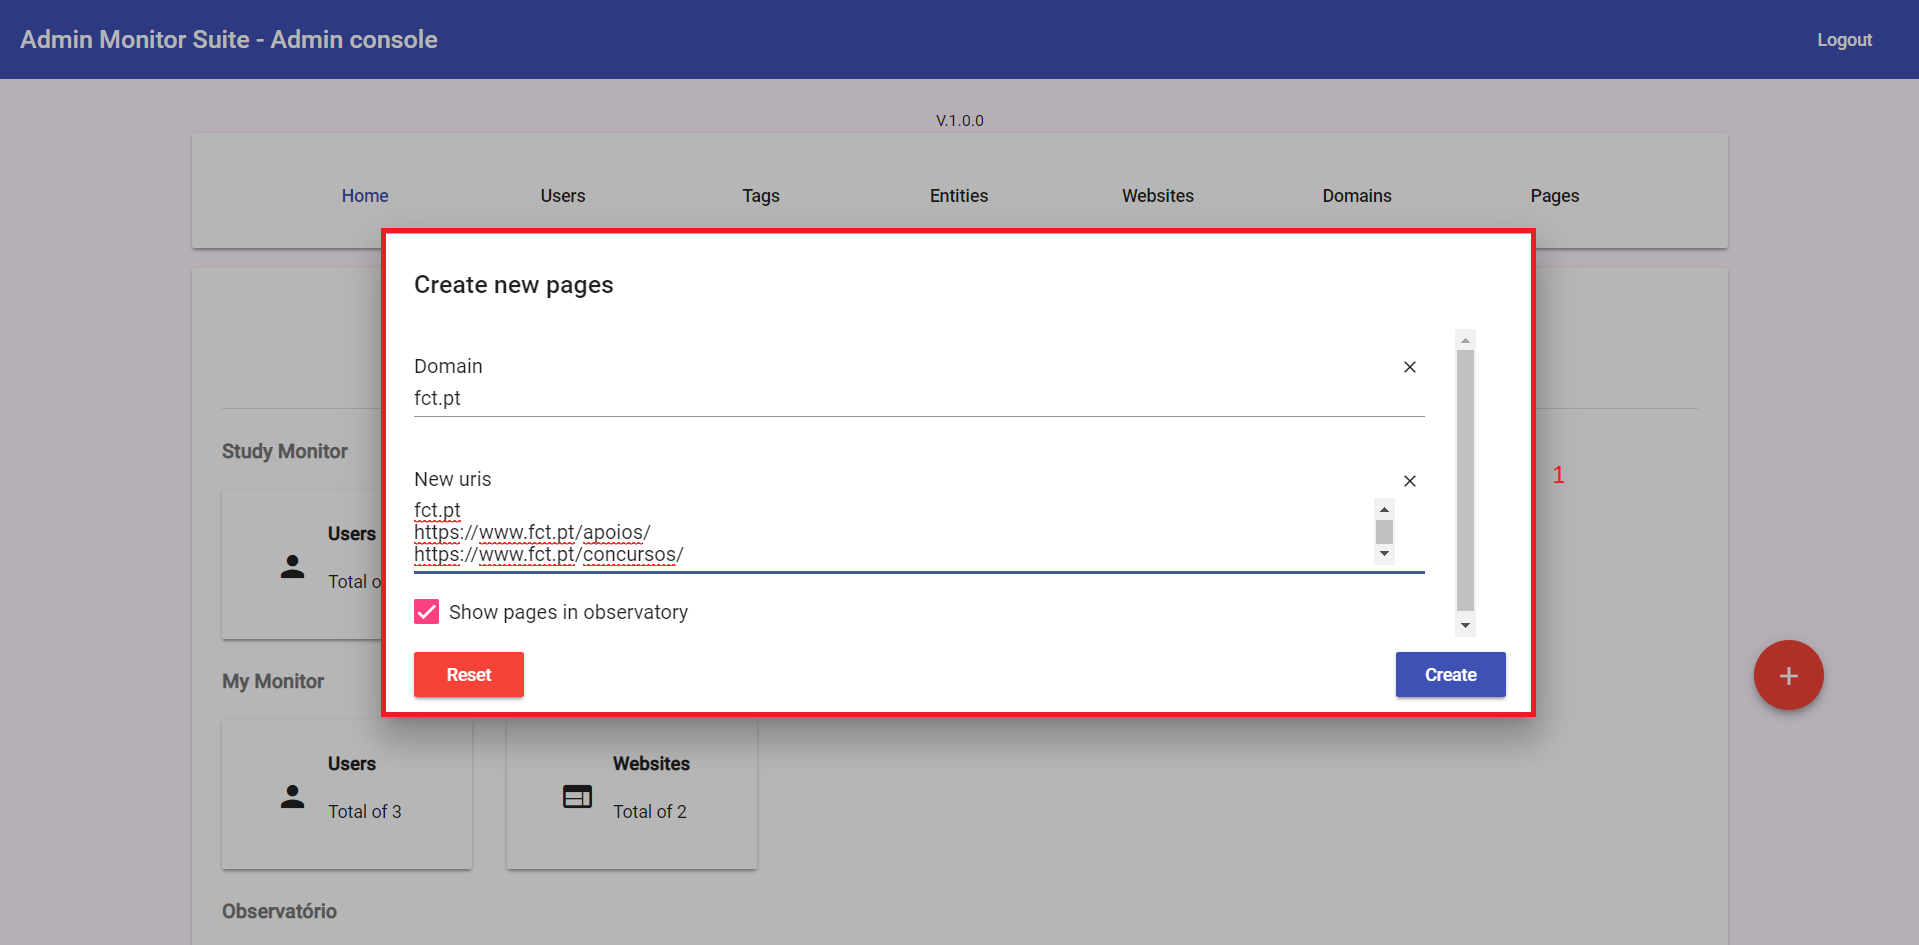 Admin Monitor Suite - Admin console
Logout
V.1.0.0
Home Users Tags Entities Websites Domains Pages
Create new pages
Domain
fct.pt
New uris
fct.pt
https://www.fct.pt/apoios/
https://www.fct.pt/concursos/
Show pages in observatory
Reset
Create
1
Study Monitor
Users
Total o
My Monitor
Users
Total of 3
Websites
Total of 2
Observatório